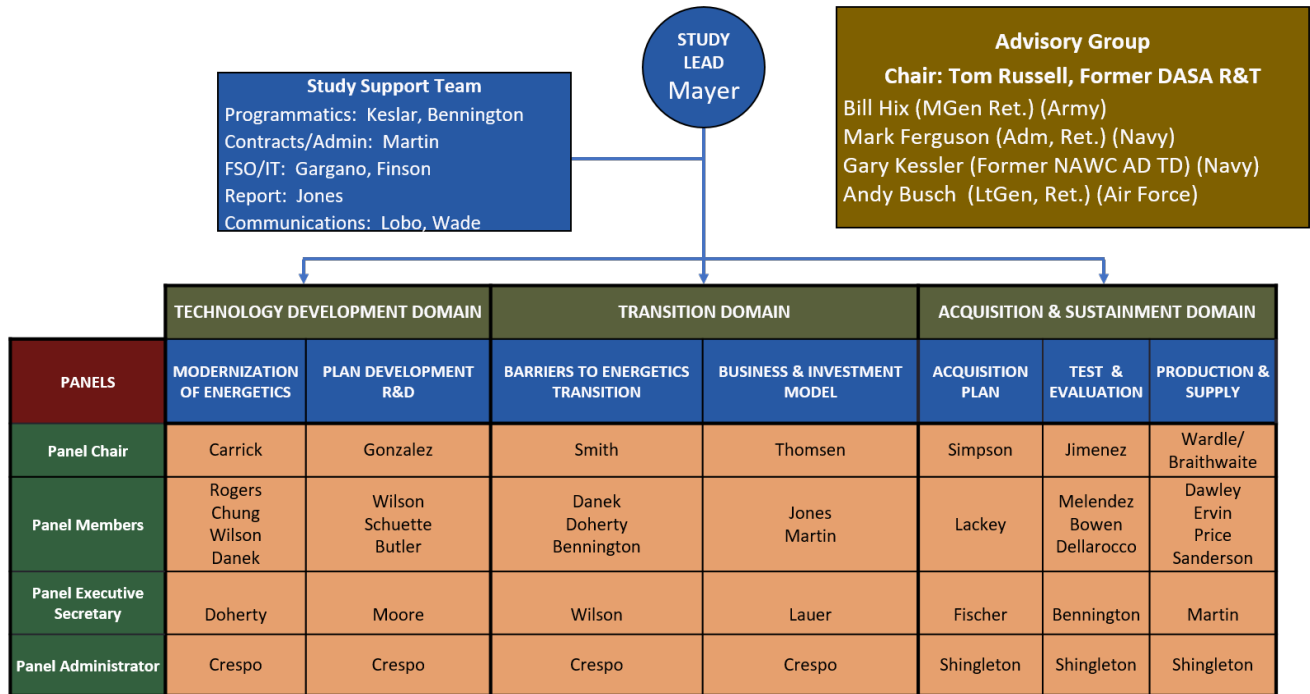 STUDY
LEAD
Mayer
Study Support Team
Programmatics: Keslar, Bennington
Contracts/Admin: Martin
FSO/IT: Gargano, Finson
Report: Jones
Communications: Lobo, Wade
Advisory Group
Chair: Tom Russell, Former DASA R&T
Bill Hix (MGen Ret.) (Army)
Mark Ferguson (Adm, Ret.) (Navy)
Gary Kessler (Former NAWC AD TD) (Navy)
Andy Busch (LtGen, Ret.) (Air Force)
TECHNOLOGY DEVELOPMENT DOMAIN
TRANSITION DOMAIN
ACQUISITION & SUSTAINMENT DOMAIN
PANELS
MODERNIZATION
OF ENERGETICS
PLAN DEVELOPMENT
R&D
BARRIERS TO ENERGETICS
TRANSITION
BUSINESS & INVESTMENT
MODEL
ACQUISITION
PLAN
TEST &
EVALUATION
PRODUCTION &
SUPPLY
Panel Chair
Carrick
Gonzalez
Smith
Thomsen
Simpson
Jimenez
Wardle/
Braithwaite
Panel Members
Rogers
Chung
Wilson
Danek
Wilson
Schuette
Butler
Danek
Doherty
Bennington
Jones
Martin
Lackey
Melendez
Bowen
Dellarocco
Dawley
Ervin
Price
Sanderson
Panel Executive
Secretary
Doherty
Moore
Wilson
Lauer
Fischer
Bennington
Martin
Panel Administrator
Crespo
Crespo
Crespo
Crespo
Shingleton
Shingleton
Shingleton